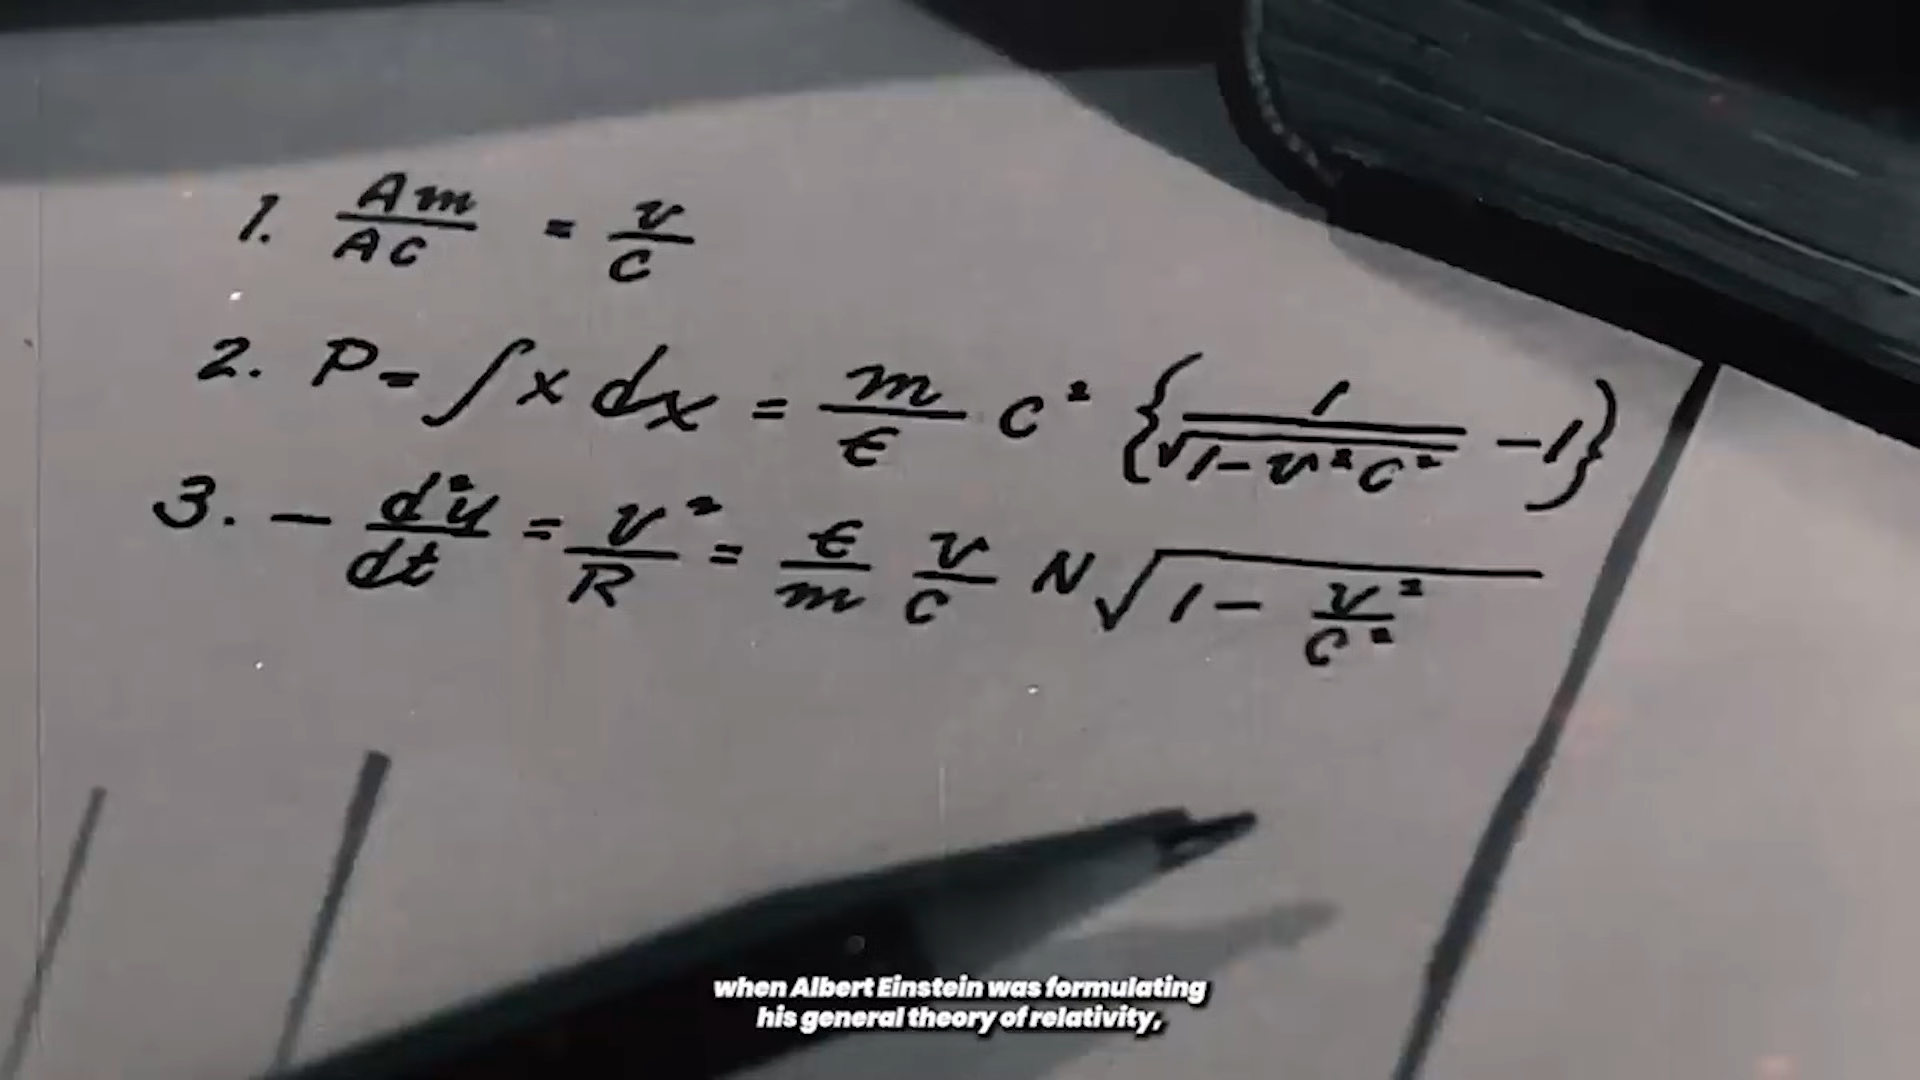 1. Am/AC = v/C
2. P = ∫ x dx = m/ϵ C² {1/√1-v²C² -1}
3. - d²y/dt = v²/R = ϵ/m v/C N √1 - v²/C²
when Albert Einstein was formulating
his general theory of relativity,